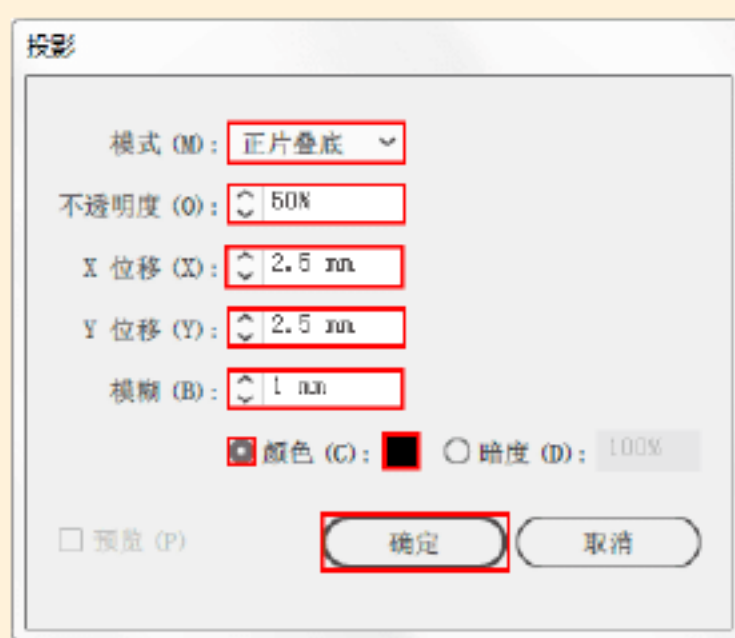 投影
模式 (M): 正片叠底
不透明度 (O): 50%
X 位移 (X): 2.5 mm
Y 位移 (Y): 2.5 mm
模糊 (B): 1 mm
颜色 (C): 暗度 (D): 100%
预览 (P) 确定 取消